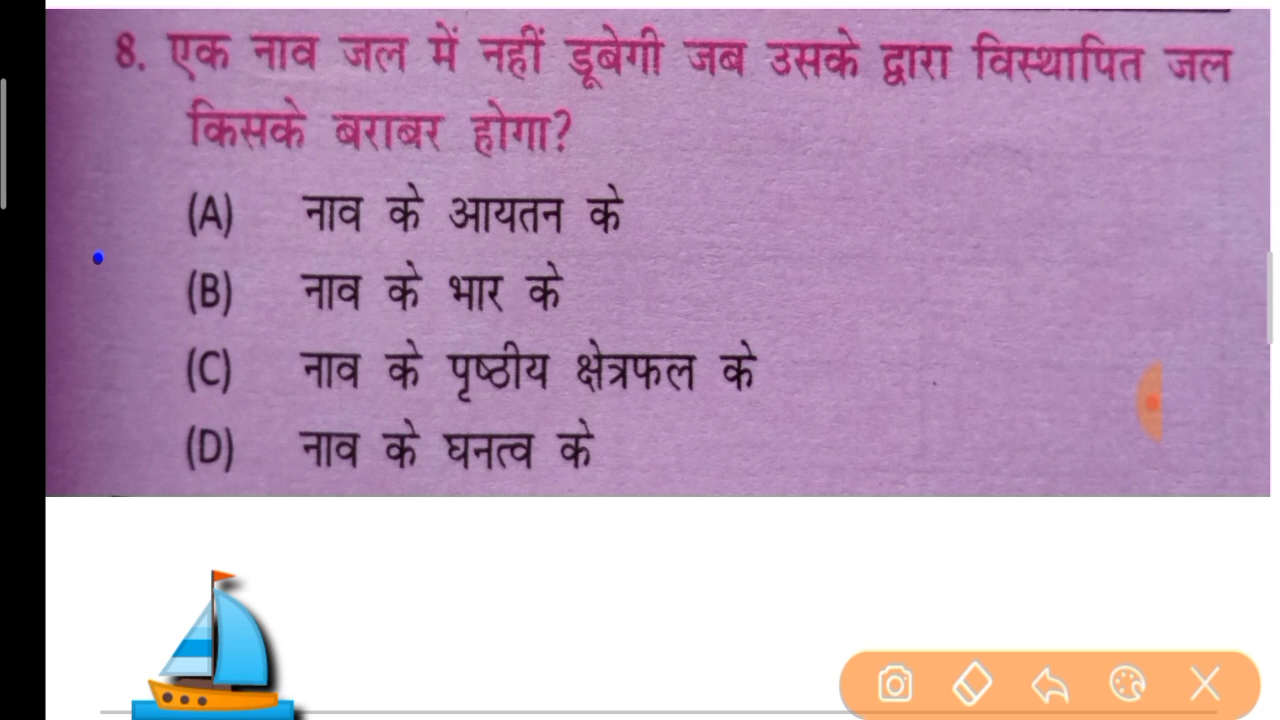 8. एक नाव जल में नहीं डूबेगी जब उसके द्वारा विस्थापित जल
किसके बराबर होगा?
(A) नाव के आयतन के
(B) नाव के भार के
(C) नाव के पृष्ठीय क्षेत्रफल के
(D) नाव के घनत्व के